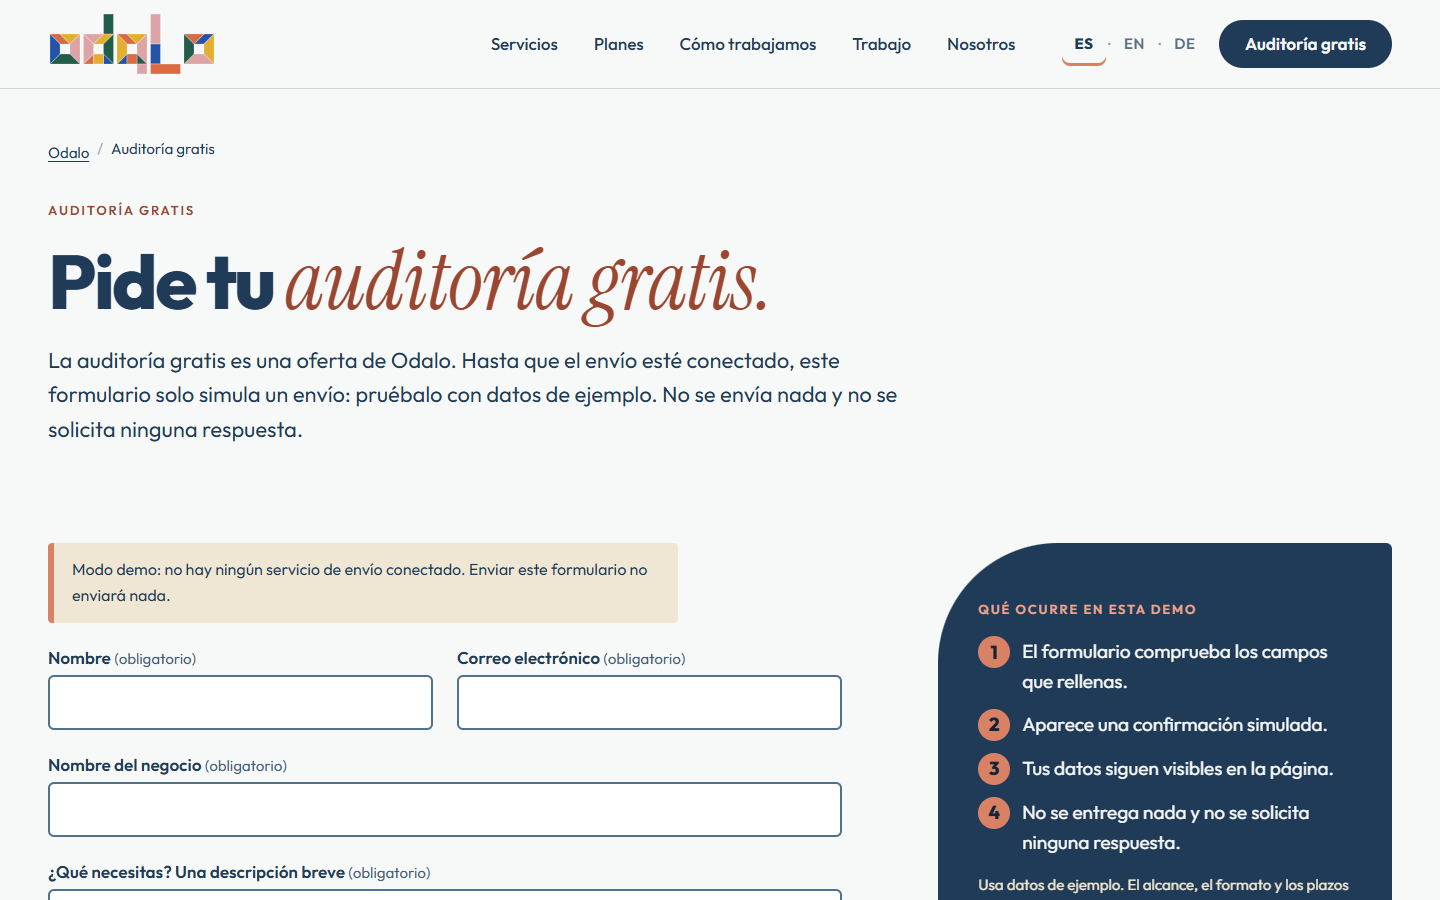 odalo
Servicios
Planes
Cómo trabajamos
Trabajo
Nosotros
ES · EN · DE
Auditoría gratis
Odalo / Auditoría gratis
AUDITORÍA GRATIS
Pide tu auditoría gratis.
La auditoría gratis es una oferta de Odalo. Hasta que el envío esté conectado, este
formulario solo simula un envío: pruébalo con datos de ejemplo. No se envía nada y no se
solicita ninguna respuesta.
Modo demo: no hay ningún servicio de envío conectado. Enviar este formulario no
enviará nada.
Nombre (obligatorio)
Correo electrónico (obligatorio)
Nombre del negocio (obligatorio)
¿Qué necesitas? Una descripción breve (obligatorio)
QUÉ OCURRE EN ESTA DEMO
1 El formulario comprueba los campos
que rellenas.
2 Aparece una confirmación simulada.
3 Tus datos siguen visibles en la página.
4 No se entrega nada y no se solicita
ninguna respuesta.
Usa datos de ejemplo. El alcance, el formato y los plazos